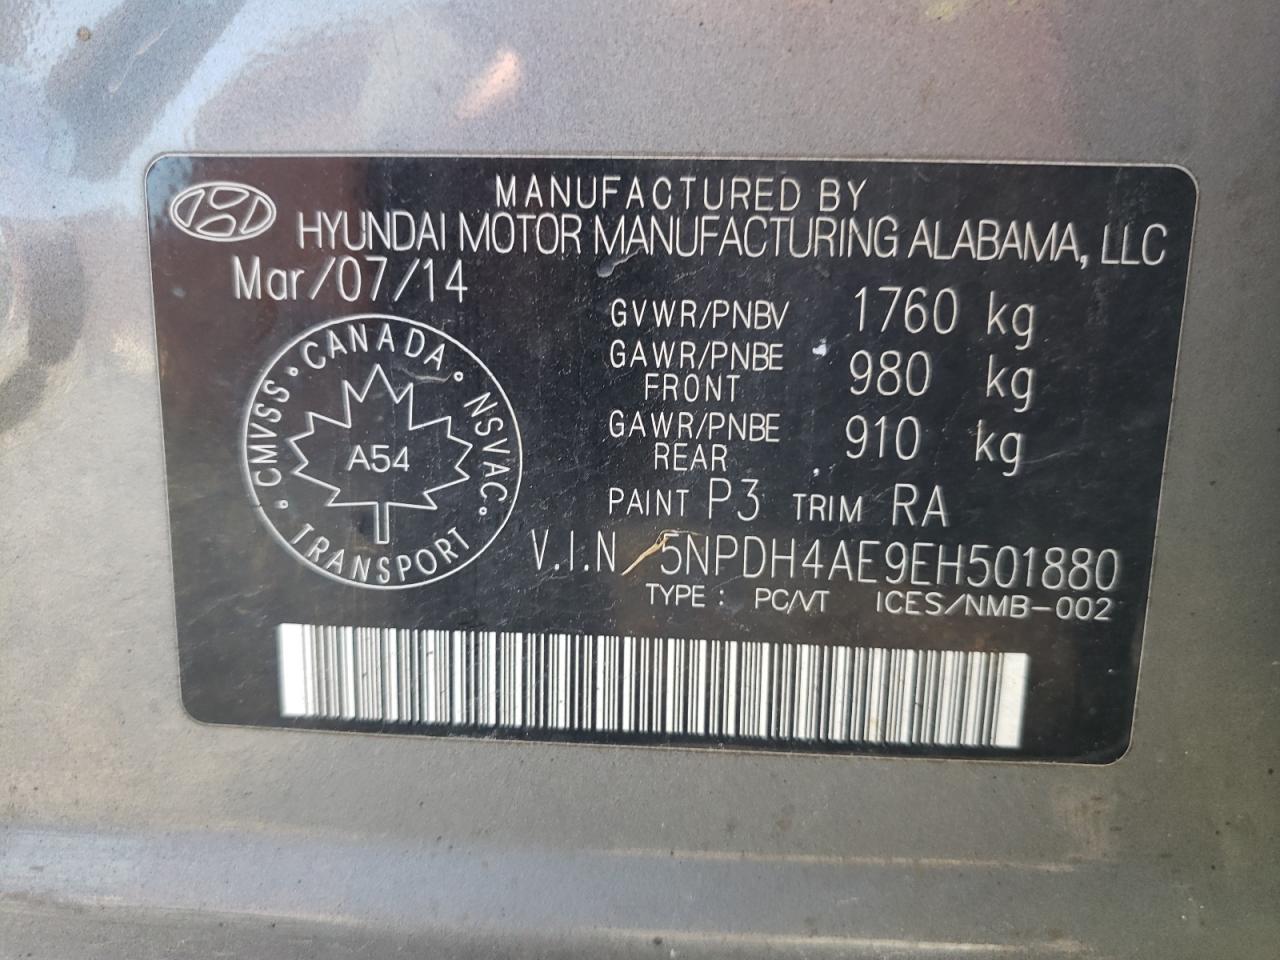 MANUFACTURED BY
HYUNDAI MOTOR MANUFACTURING ALABAMA, LLC
Mar/07/14
GVWR/PNBV 1760 kg
GAWR/PNBE FRONT 980 kg
GAWR/PNBE REAR 910 kg
PAINT P3 TRIM RA
V.I.N 5NPDH4AE9EH501880
TYPE : PC/VT ICES/NMB-002
CANADA
CMVSS · NSVAC
A54
TRANSPORT